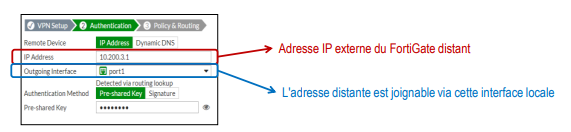 VPN Setup 2 Authentication 3 Policy & Routing
Remote Device IP Address Dynamic DNS
IP Address 10.200.3.1
Outgoing Interface port1
Detected via routing lookup
Authentication Method Pre-shared Key Signature
Pre-shared Key ••••••••
Adresse IP externe du FortiGate distant
L'adresse distante est joignable via cette interface locale